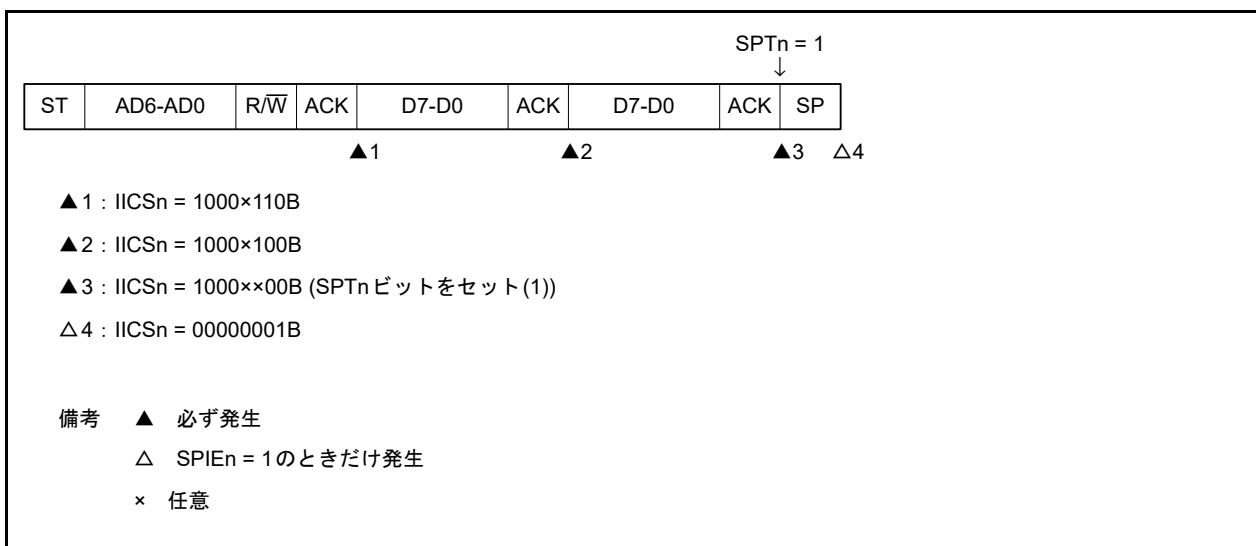 SPTn = 1
↓
ST AD6-AD0 R/W̅ ACK D7-D0 ACK D7-D0 ACK SP
▲1 ▲2 ▲3 △4
▲1：IICSn = 1000×110B
▲2：IICSn = 1000×100B
▲3：IICSn = 1000××00B (SPTnビットをセット(1))
△4：IICSn = 00000001B
備考 ▲ 必ず発生
△ SPIEn = 1のときだけ発生
× 任意